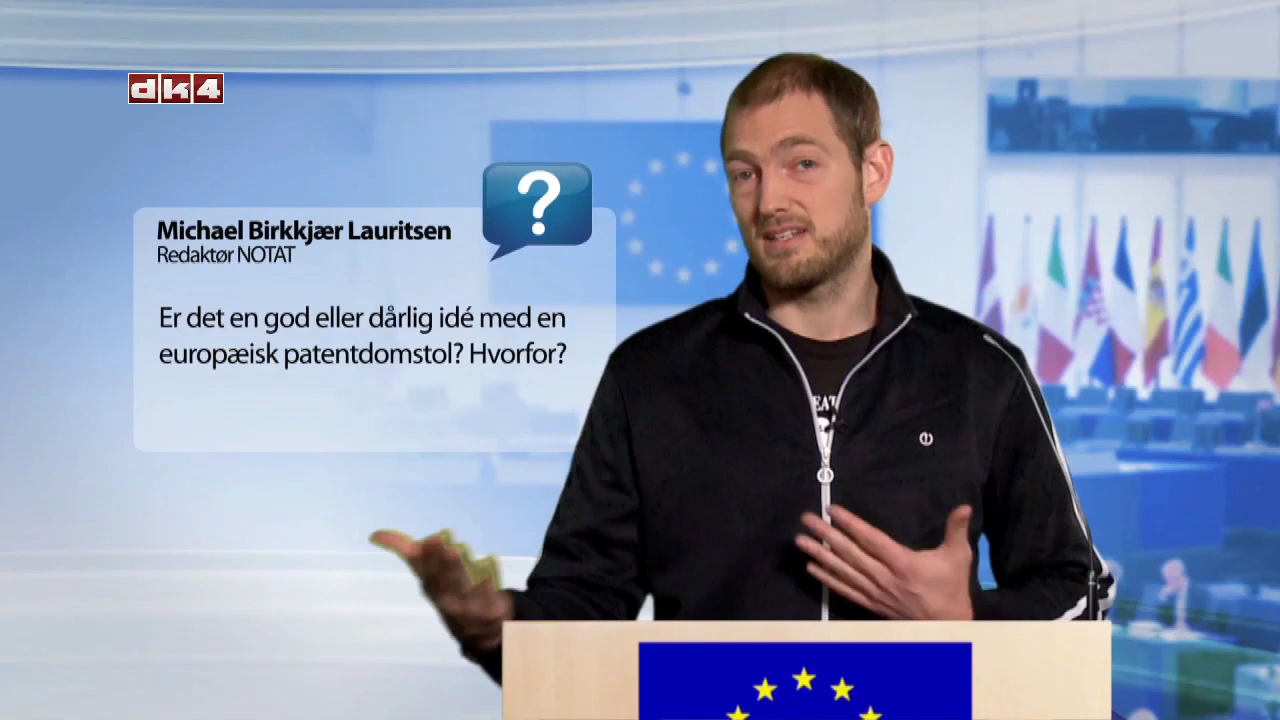 dk4
?
Michael Birkkjær Lauritsen
Redaktør NOTAT
Er det en god eller dårlig idé med en
europæisk patentdomstol? Hvorfor?